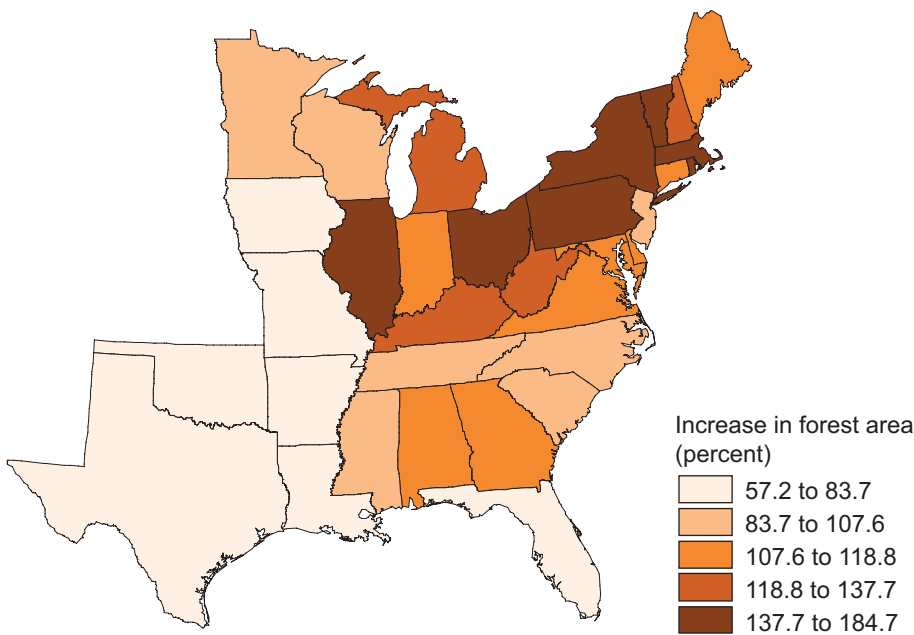 Increase in forest area
(percent)
57.2 to 83.7
83.7 to 107.6
107.6 to 118.8
118.8 to 137.7
137.7 to 184.7